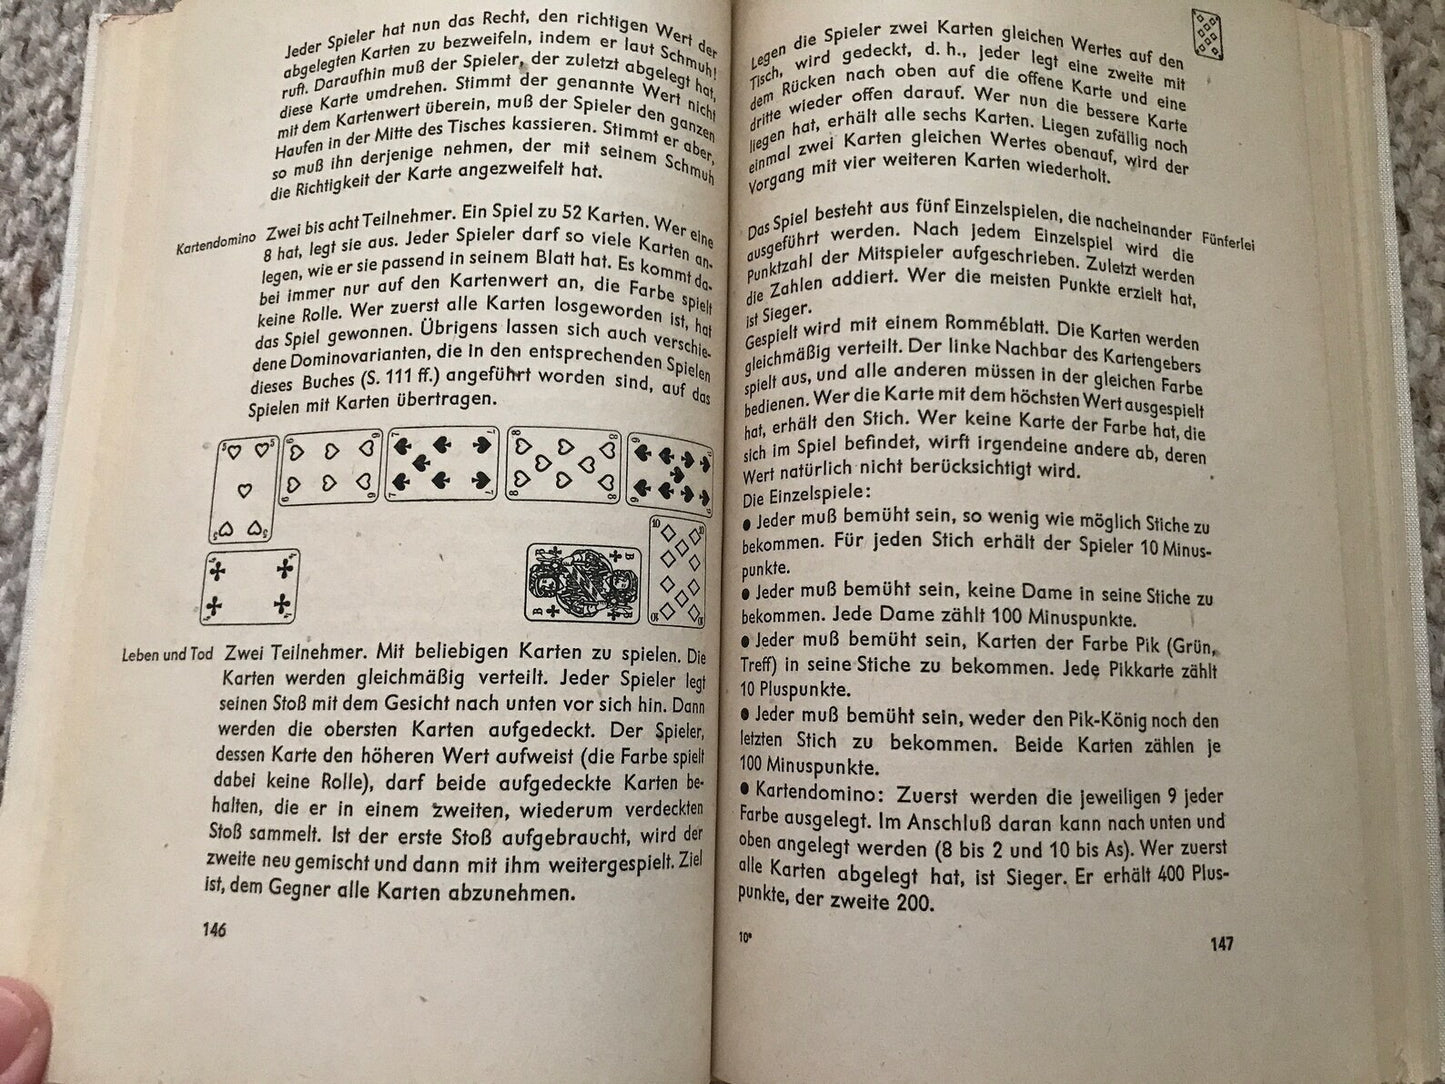 Jeder Spieler hat nun das Recht, den richtigen Wert der
abgelegten Karten zu bezweifeln, indem er laut Schmuh!
ruft. Daraufhin muß der Spieler, der zuletzt abgelegt hat,
diese Karte umdrehen. Stimmt der genannte Wert nicht
mit dem Kartenwert überein, muß der Spieler den ganzen
Haufen in der Mitte des Tisches kassieren. Stimmt er aber,
so muß ihn derjenige nehmen, der mit seinem Schmuh
die Richtigkeit der Karte angezweifelt hat.
Kartendomino Zwei bis acht Teilnehmer. Ein Spiel zu 52 Karten. Wer eine
8 hat, legt sie aus. Jeder Spieler darf so viele Karten an-
legen, wie er sie passend in seinem Blatt hat. Es kommt da-
bei immer nur auf den Kartenwert an, die Farbe spielt
keine Rolle. Wer zuerst alle Karten losgeworden ist, hat
das Spiel gewonnen. Übrigens lassen sich auch verschie-
dene Dominovarianten, die in den entsprechenden Spielen
dieses Buches (S. 111 ff.) angeführt worden sind, auf das
Spielen mit Karten übertragen.
5 5 6 6 7 7 8 8
5 5 6 6 7 7 8 8
10 10
B B
10 10
Leben und Tod Zwei Teilnehmer. Mit beliebigen Karten zu spielen. Die
Karten werden gleichmäßig verteilt. Jeder Spieler legt
seinen Stoß mit dem Gesicht nach unten vor sich hin. Dann
werden die obersten Karten aufgedeckt. Der Spieler,
dessen Karte den höheren Wert aufweist (die Farbe spielt
dabei keine Rolle), darf beide aufgedeckte Karten be-
halten, die er in einem zweiten, wiederum verdeckten
Stoß sammelt. Ist der erste Stoß aufgebraucht, wird der
zweite neu gemischt und dann mit ihm weitergespielt. Ziel
ist, dem Gegner alle Karten abzunehmen.
146
Legen die Spieler zwei Karten gleichen Wertes auf den
Tisch, wird gedeckt, d. h., jeder legt eine zweite mit
dem Rücken nach oben auf die offene Karte und eine
dritte wieder offen darauf. Wer nun die bessere Karte
liegen hat, erhält alle sechs Karten. Liegen zufällig noch
einmal zwei Karten gleichen Wertes obenauf, wird der
Vorgang mit vier weiteren Karten wiederholt.
Das Spiel besteht aus fünf Einzelspielen, die nacheinander Fünferlei
ausgeführt werden. Nach jedem Einzelspiel wird die
Punktzahl der Mitspieler aufgeschrieben. Zuletzt werden
die Zahlen addiert. Wer die meisten Punkte erzielt hat,
ist Sieger.
Gespielt wird mit einem Romméblatt. Die Karten werden
gleichmäßig verteilt. Der linke Nachbar des Kartengebers
spielt aus, und alle anderen müssen in der gleichen Farbe
bedienen. Wer die Karte mit dem höchsten Wert ausgespielt
hat, erhält den Stich. Wer keine Karte der Farbe hat, die
sich im Spiel befindet, wirft irgendeine andere ab, deren
Wert natürlich nicht berücksichtigt wird.
Die Einzelspiele:
● Jeder muß bemüht sein, so wenig wie möglich Stiche zu
bekommen. Für jeden Stich erhält der Spieler 10 Minus-
punkte.
● Jeder muß bemüht sein, keine Dame in seine Stiche zu
bekommen. Jede Dame zählt 100 Minuspunkte.
● Jeder muß bemüht sein, Karten der Farbe Pik (Grün,
Treff) in seine Stiche zu bekommen. Jede Pikkarte zählt
10 Pluspunkte.
● Jeder muß bemüht sein, weder den Pik-König noch den
letzten Stich zu bekommen. Beide Karten zählen je
100 Minuspunkte.
● Kartendomino: Zuerst werden die jeweiligen 9 jeder
Farbe ausgelegt. Im Anschluß daran kann nach unten und
oben angelegt werden (8 bis 2 und 10 bis As). Wer zuerst
alle Karten abgelegt hat, ist Sieger. Er erhält 400 Plus-
punkte, der zweite 200.
10*
147